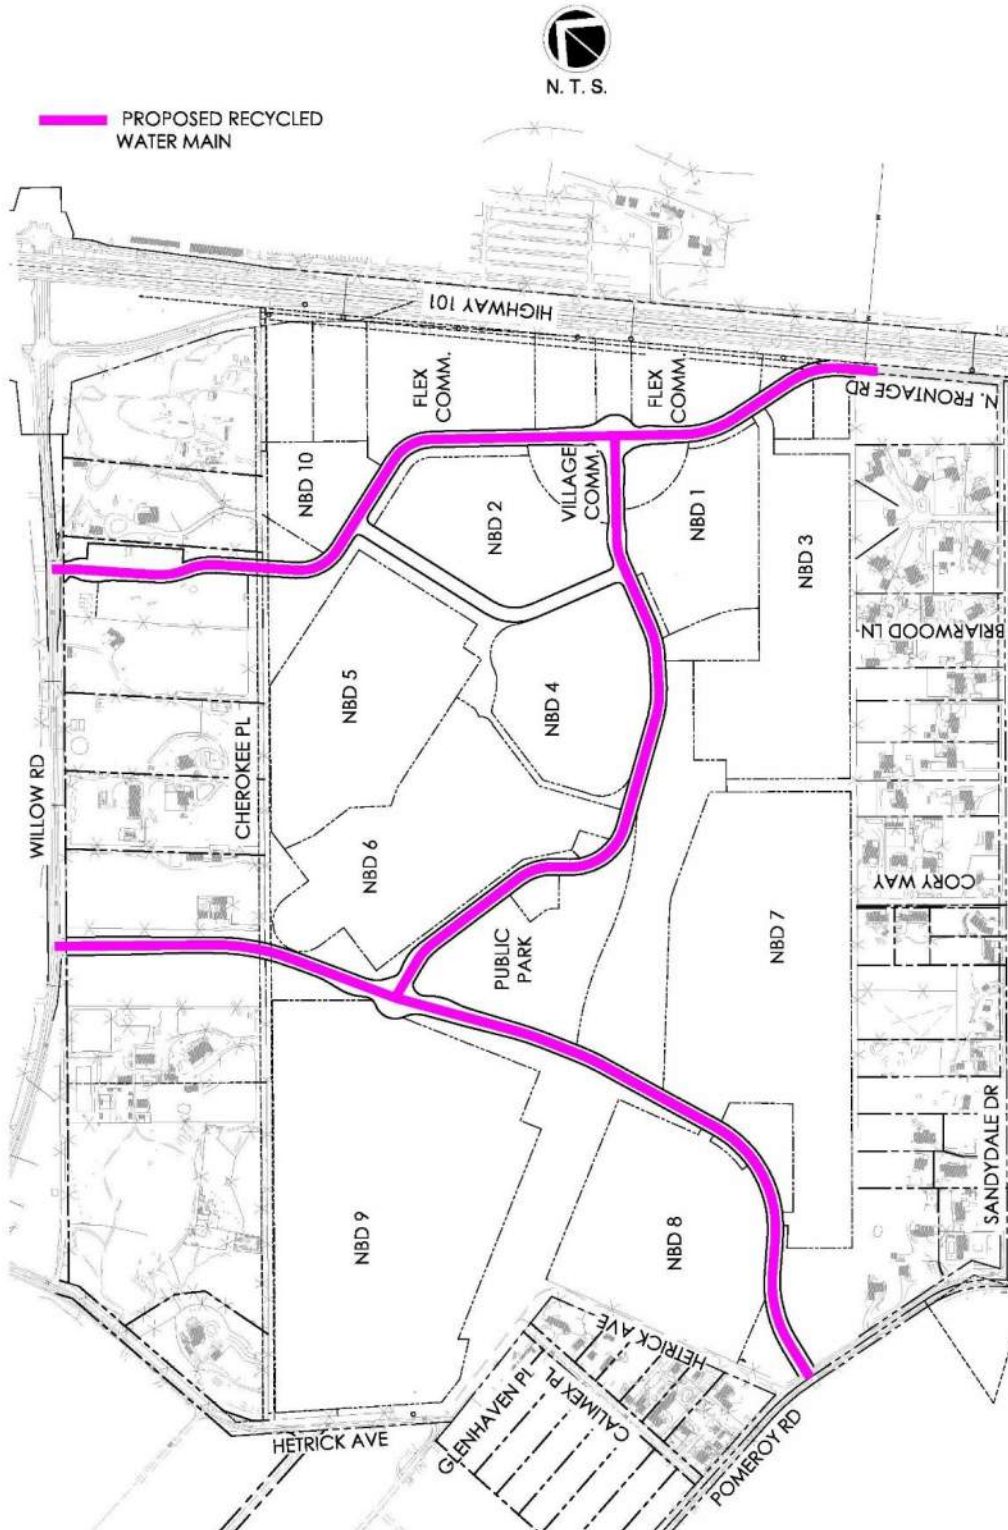 N. T. S.
PROPOSED RECYCLED
WATER MAIN
HIGHWAY 101
FLEX
COMM.
FLEX
COMM.
N. FRONTAGE RD
NBD 10
NBD 2
VILLAGE
COMM.
NBD 1
NBD 3
BRIARWOOD LN
NBD 5
NBD 4
WILLOW RD
CHEROKEE PL
NBD 6
CORY WAY
PUBLIC
PARK
NBD 7
SANDYDALE DR
NBD 9
NBD 8
HETRICK AVE
GLENHAVEN PL
CALIMEX PL
HETRICK AVE
POMEROY RD